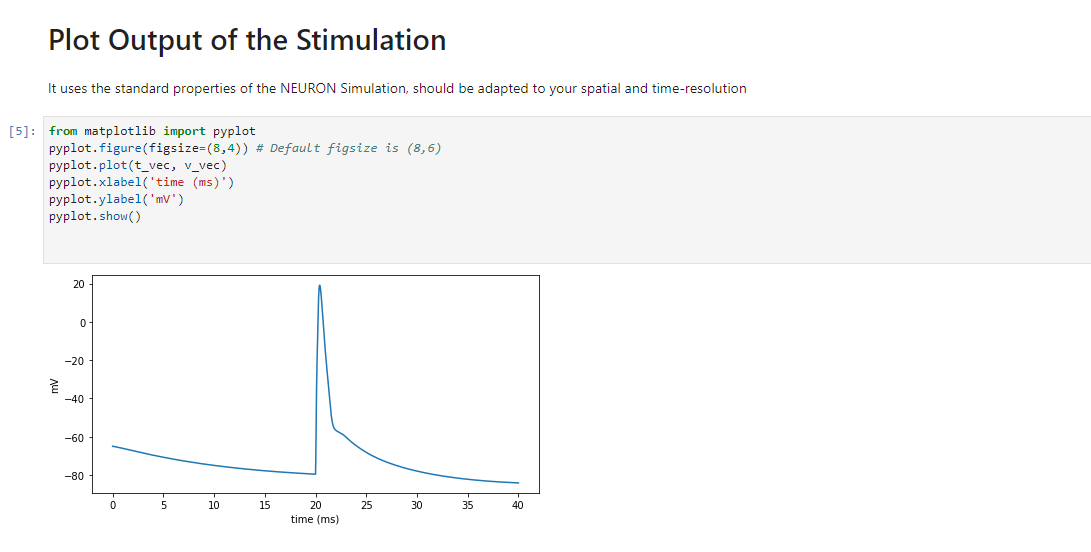 Plot Output of the Stimulation
It uses the standard properties of the NEURON Simulation, should be adapted to your spatial and time-resolution
[5]: from matplotlib import pyplot
pyplot.figure(figsize=(8,4)) # Default figsize is (8,6)
pyplot.plot(t_vec, v_vec)
pyplot.xlabel('time (ms)')
pyplot.ylabel('mV')
pyplot.show()
20
0
−20
−40
−60
−80
mV
0 5 10 15 20 25 30 35 40
time (ms)